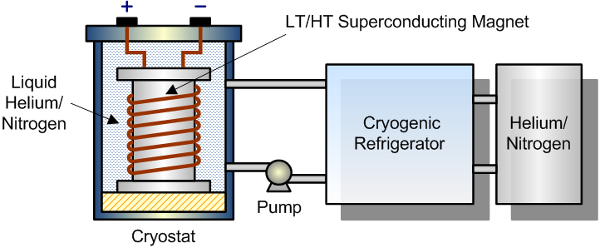 + −
LT/HT Superconducting Magnet
Liquid
Helium/
Nitrogen
Cryogenic
Refrigerator
Helium/
Nitrogen
Pump
Cryostat